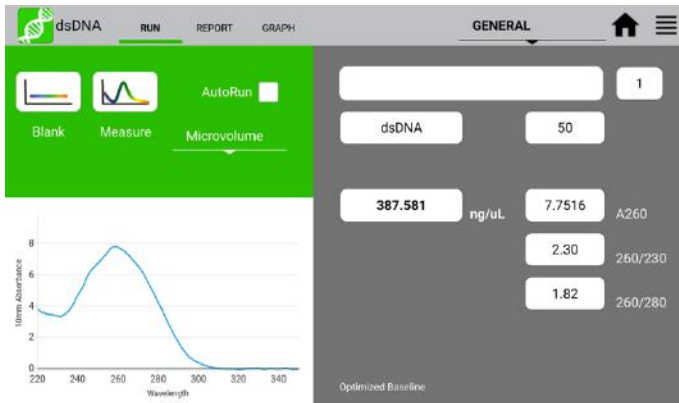 dsDNA RUN REPORT GRAPH GENERAL
AutoRun
Blank Measure Microvolume
1
dsDNA 50
387.581 ng/uL 7.7516 A260
2.30 260/230
1.82 260/280
Optimized Baseline
10mm Absorbance
8
6
4
2
0
220 240 260 280 300 320 340
Wavelength